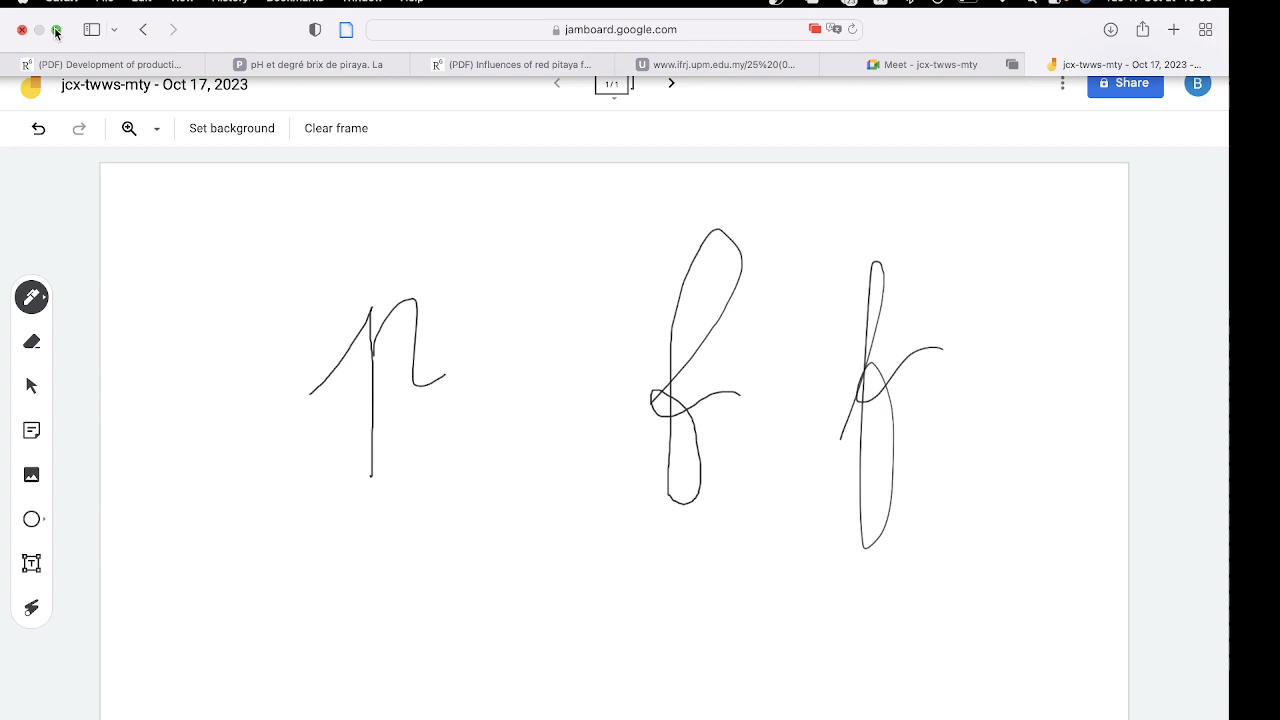 jamboard.google.com
(PDF) Development of producti...
pH et degré brix de piraya. La
(PDF) Influences of red pitaya f...
www.ifrj.upm.edu.my/25%20(0...
Meet - jcx-twws-mty
jcx-twws-mty - Oct 17, 2023 -...
jcx-twws-mty - Oct 17, 2023
1/1
Share
B
Set background
Clear frame
p f f